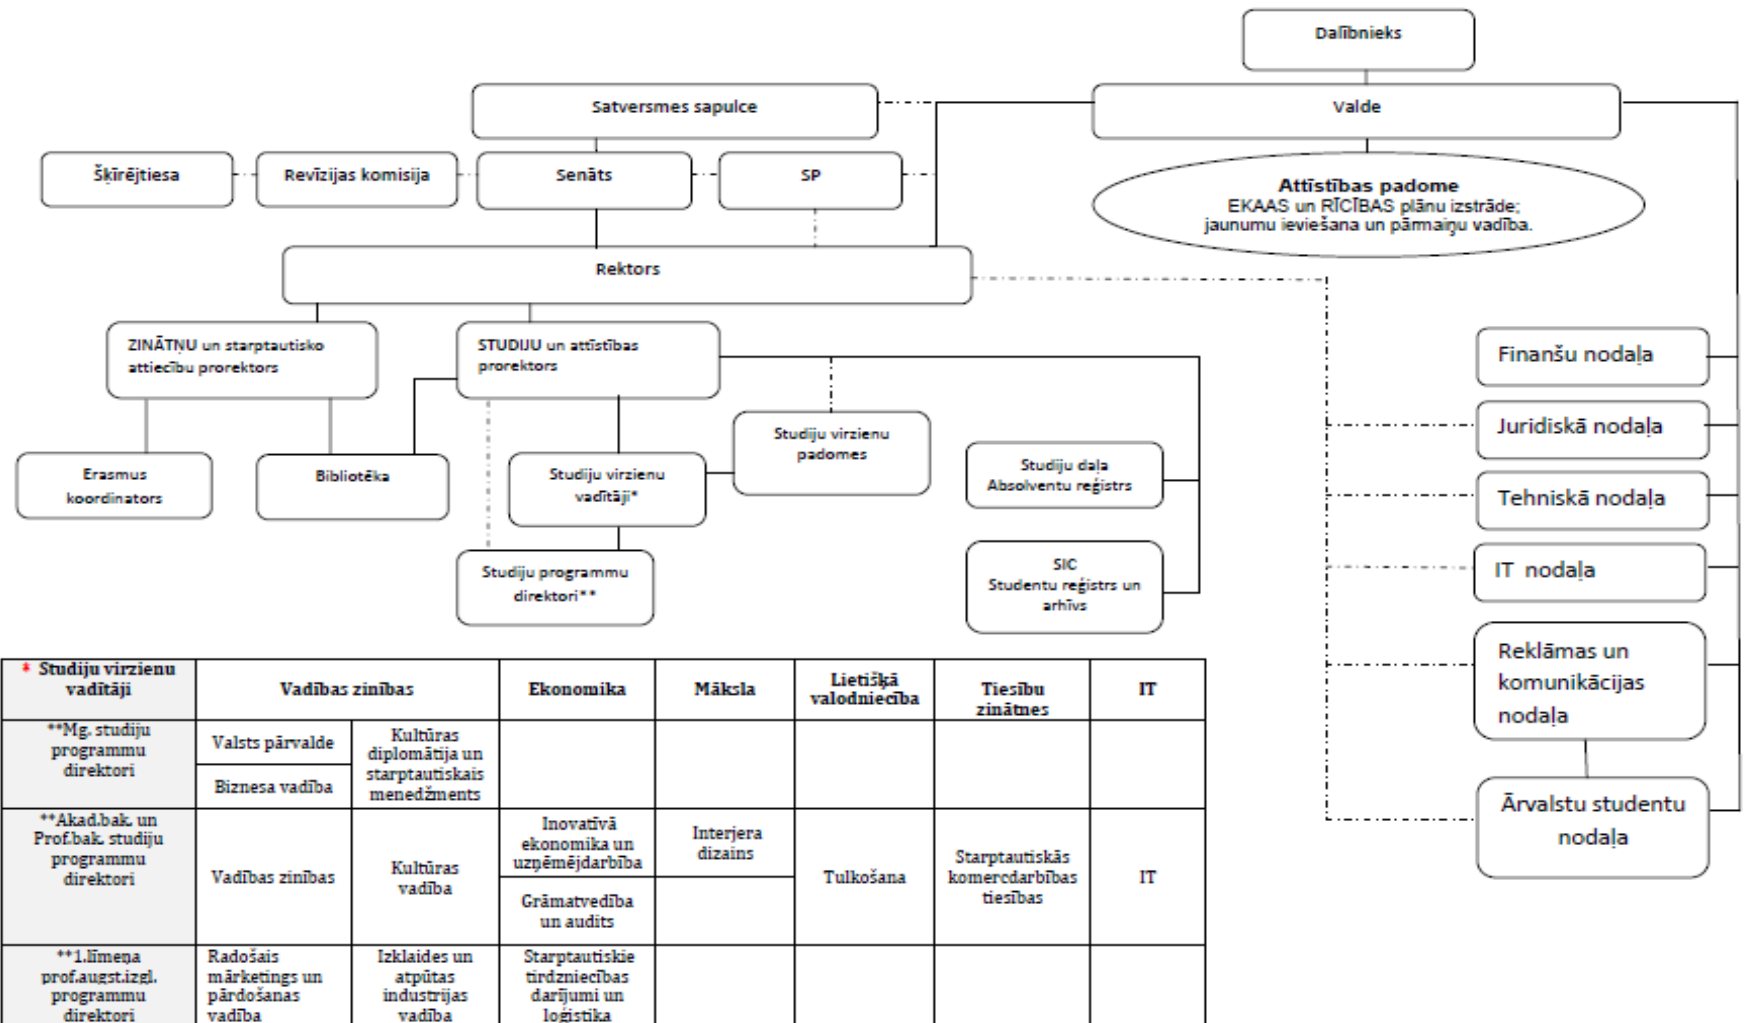 Dalībnieks
Satversmes sapulce
Valde
Šķīrējtiesa
Revīzijas komisija
Senāts
SP
Attīstības padome
EKAAS un RĪCĪBAS plānu izstrāde;
jaunumu ieviešana un pārmaiņu vadība.
Rektors
ZINĀTŅU un starptautisko
attiecību prorektors
STUDIJU un attīstības
prorektors
Finanšu nodaļa
Juridiskā nodaļa
Tehniskā nodaļa
IT nodaļa
Reklāmas un
komunikācijas
nodaļa
Ārvalstu studentu
nodaļa
Erasmus
koordinators
Bibliotēka
Studiju virzienu
vadītāji*
Studiju virzienu
padomes
Studiju daļa
Absolventu reģistrs
Studiju programmu
direktori**
SIC
Studentu reģistrs un
arhīvs
* Studiju virzienu
vadītāji
Vadības zinības
Ekonomika
Māksla
Lietišķā
valodniecība
Tiesību
zinātnes
IT
**Mg. studiju
programmu
direktori
Valsts pārvalde
Biznesa vadība
Kultūras
diplomātija un
starptautiskais
menedžments
**Akad.bak. un
Prof.bak. studiju
programmu
direktori
Vadības zinības
Kultūras
vadība
Inovatīvā
ekonomika un
uzņēmējdarbība
Grāmatvedība
un audits
Interjera
dizains
Tulkošana
Starptautiskās
komercdarbības
tiesības
IT
**1.līmeņa
prof.augst.izgl.
programmu
direktori
Radošais
mārketings un
pārdošanas
vadība
Izklaides un
atpūtas
industrijas
vadība
Starptautiskie
tirdzniecības
darījumi un
loģistika